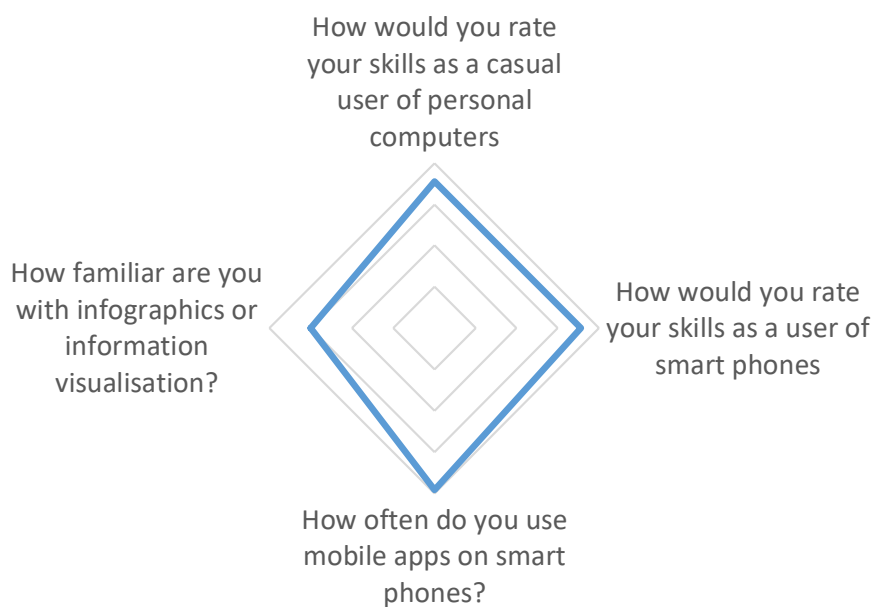 How would you rate
your skills as a casual
user of personal
computers
How familiar are you
with infographics or
information
visualisation?
How would you rate
your skills as a user of
smart phones
How often do you use
mobile apps on smart
phones?